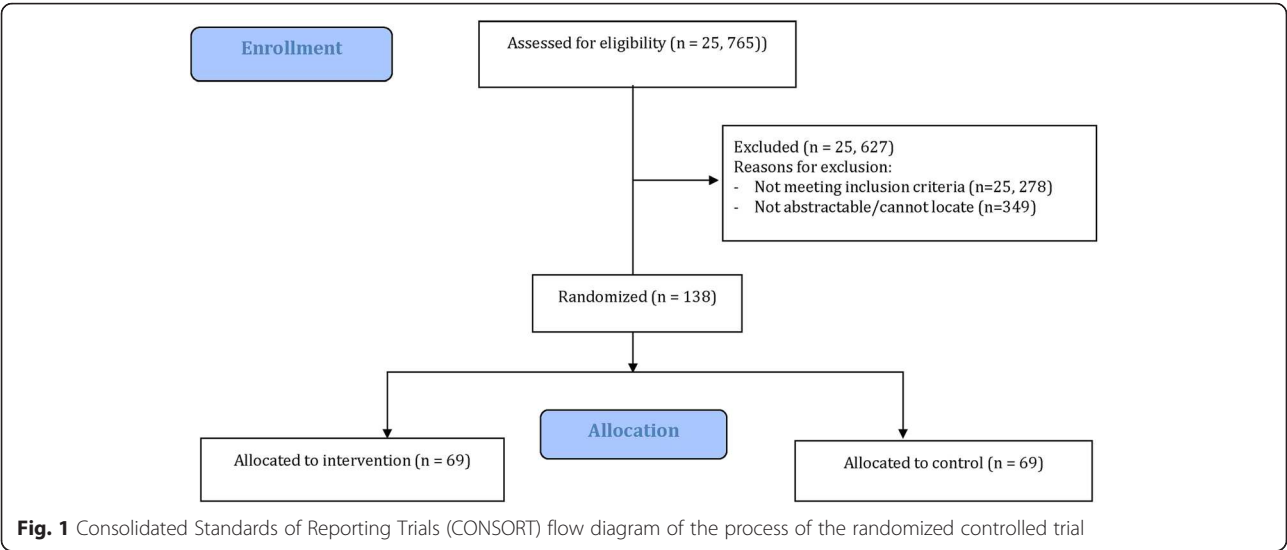 Enrollment
Assessed for eligibility (n = 25, 765))
Excluded (n = 25, 627)
Reasons for exclusion:
- Not meeting inclusion criteria (n=25, 278)
- Not abstractable/cannot locate (n=349)
Randomized (n = 138)
Allocation
Allocated to intervention (n = 69)
Allocated to control (n = 69)
Fig. 1 Consolidated Standards of Reporting Trials (CONSORT) flow diagram of the process of the randomized controlled trial